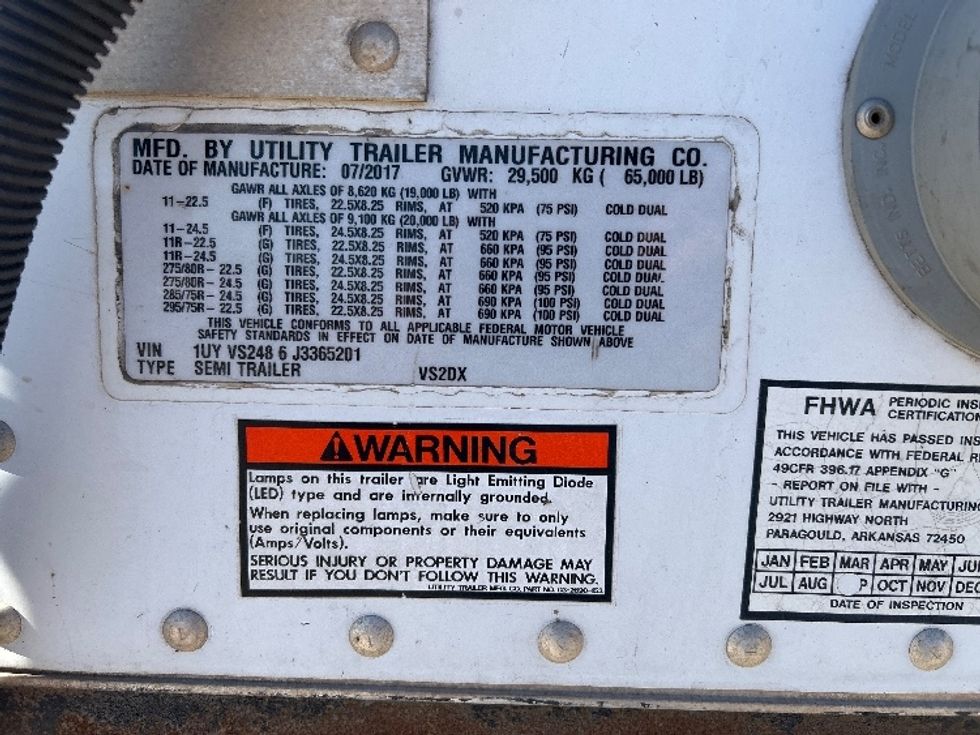 MFD. BY UTILITY TRAILER MANUFACTURING CO.
DATE OF MANUFACTURE: 07/2017 GVWR: 29,500 KG ( 65,000 LB)
GAWR ALL AXLES OF 8,620 KG (19,000 LB) WITH
11-22.5 (F) TIRES, 22.5X8.25 RIMS, AT 520 KPA (75 PSI) COLD DUAL
GAWR ALL AXLES OF 9,100 KG (20,000 LB) WITH
11-24.5 (F) TIRES, 24.5X8.25 RIMS, AT 520 KPA (75 PSI) COLD DUAL
11R-22.5 (G) TIRES, 22.5X8.25 RIMS, AT 660 KPA (95 PSI) COLD DUAL
11R-24.5 (G) TIRES, 24.5X8.25 RIMS, AT 660 KPA (95 PSI) COLD DUAL
275/80R- 22.5 (G) TIRES, 22.5X8.25 RIMS, AT 660 KPA (95 PSI) COLD DUAL
275/80R- 24.5 (G) TIRES, 24.5X8.25 RIMS, AT 660 KPA (95 PSI) COLD DUAL
285/75R- 24.5 (G) TIRES, 24.5X8.25 RIMS, AT 690 KPA (100 PSI) COLD DUAL
295/75R- 22.5 (G) TIRES, 22.5X8.25 RIMS, AT 690 KPA (100 PSI) COLD DUAL
THIS VEHICLE CONFORMS TO ALL APPLICABLE FEDERAL MOTOR VEHICLE
SAFETY STANDARDS IN EFFECT ON DATE OF MANUFACTURE SHOWN ABOVE
VIN 1UY VS248 6 J3365201
TYPE SEMI TRAILER VS2DX
WARNING
Lamps on this trailer are Light Emitting Diode
(LED) type and are internally grounded.
When replacing lamps, make sure to only
use original components or their equivalents
(Amps/Volts).
SERIOUS INJURY OR PROPERTY DAMAGE MAY
RESULT IF YOU DON'T FOLLOW THIS WARNING.
UTILITY TRAILER MFG. CO. PART NO.
FHWA PERIODIC INS
CERTIFICATION
THIS VEHICLE HAS PASSED INS
ACCORDANCE WITH FEDERAL RE
49CFR 396.17 APPENDIX "G"
- REPORT ON FILE WITH -
UTILITY TRAILER MANUFACTURING
2921 HIGHWAY NORTH
PARAGOULD, ARKANSAS 72450
JAN FEB MAR APR MAY JU
JUL AUG P OCT NOV DEC
DATE OF INSPECTION
MODEL
BETTS IND. INC.